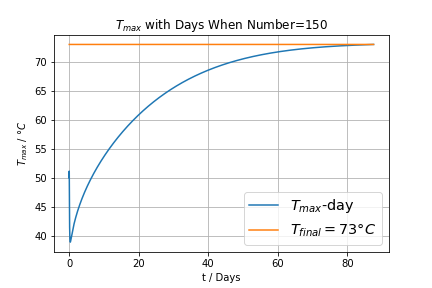 T_max with Days When Number=150
T_max / °C
70
65
60
55
50
45
40
0
20
40
60
80
t / Days
T_max-day
T_final = 73°C